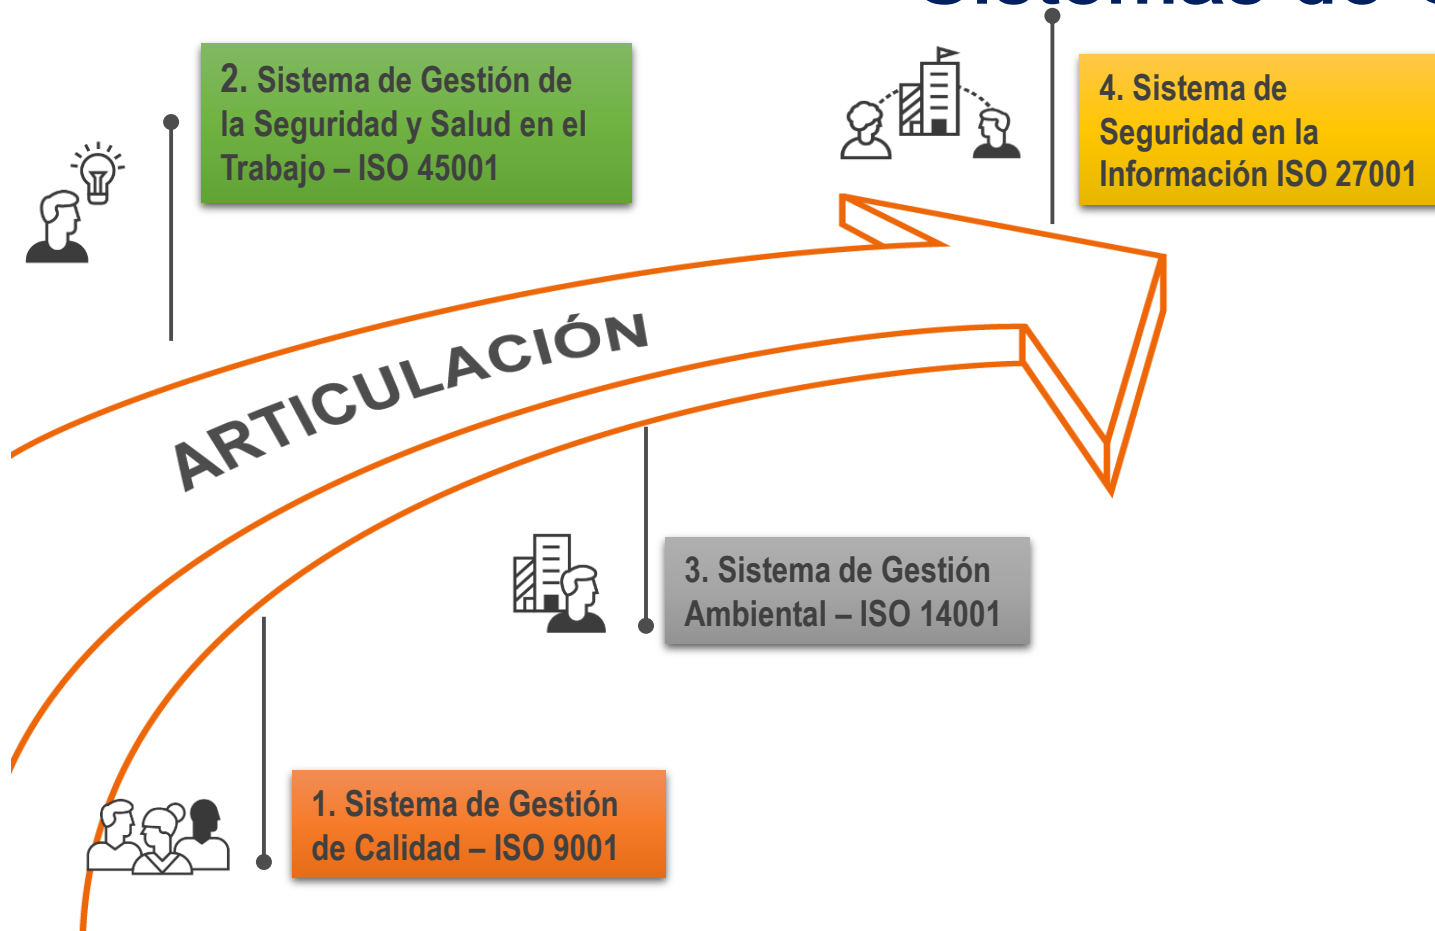 Sistemas de
2. Sistema de Gestión de
la Seguridad y Salud en el
Trabajo – ISO 45001
4. Sistema de
Seguridad en la
Información ISO 27001
ARTICULACIÓN
3. Sistema de Gestión
Ambiental – ISO 14001
1. Sistema de Gestión
de Calidad – ISO 9001